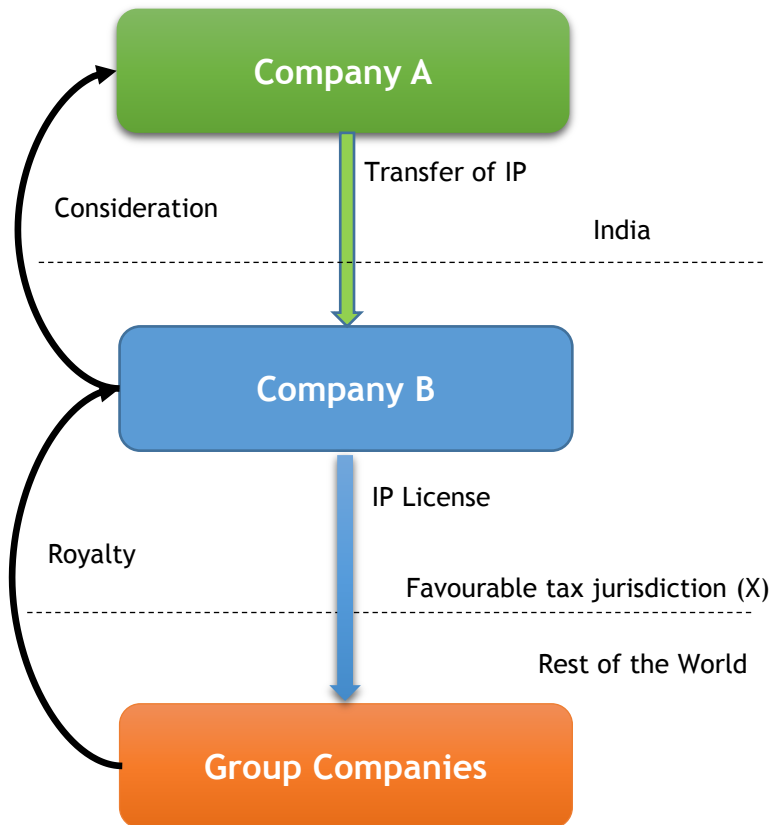 Company A
Transfer of IP
Consideration
India
Company B
IP License
Royalty
Favourable tax jurisdiction (X)
Rest of the World
Group Companies